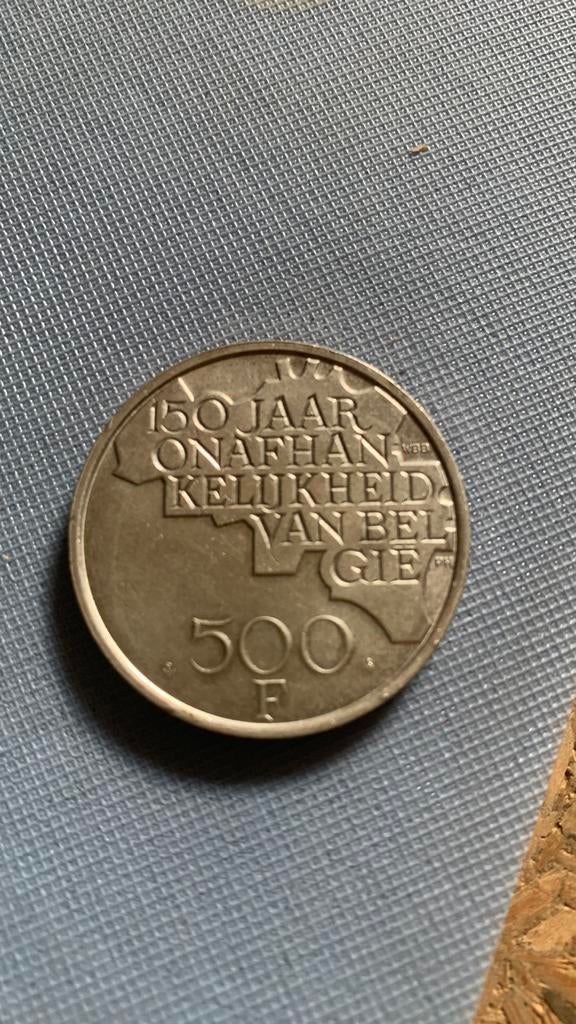 150 JAAR
ONAFHAN-
KELIJKHEID
VAN BEL
GIE
500
F